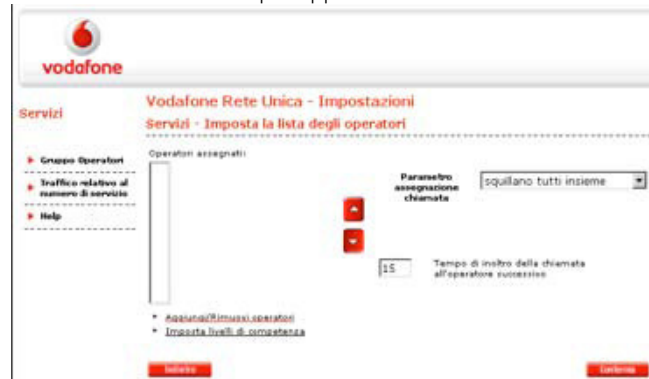 vodafone
Servizi
Vodafone Rete Unica - Impostazioni
Servizi - Imposta la lista degli operatori
Gruppo Operatori
Traffico relativo al
numero di servizio
Help
Operatori assegnati:
Parametro
assegnazione
chiamata
squillano tutti insieme
15
Tempo di inoltro della chiamata
all'operatore successivo
Aggiungi/Rimuovi operatori
Imposta livelli di competenza
Indietro
Conferma